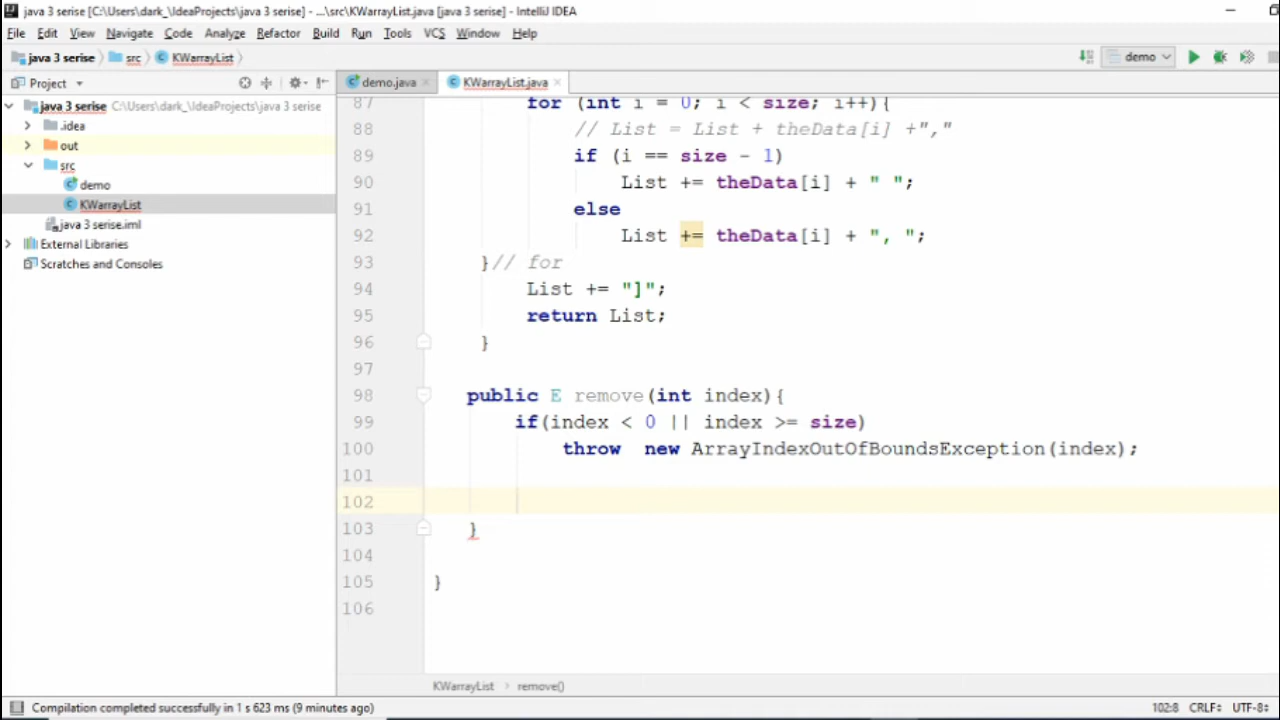 java 3 serise [C:\Users\dark_\IdeaProjects\java 3 serise] - ...\src\KWarrayList.java [java 3 serise] - IntelliJ IDEA
File Edit View Navigate Code Analyze Refactor Build Run Tools VCS Window Help
java 3 serise src KWarrayList demo
Project demo.java KWarrayList.java
java 3 serise C:\Users\dark_\IdeaProjects\java 3 serise
.idea
out
src
demo
KWarrayList
java 3 serise.iml
External Libraries
Scratches and Consoles
87 for (int i = 0; i < size; i++){
88 // List = List + theData[i] +","
89 if (i == size - 1)
90 List += theData[i] + " ";
91 else
92 List += theData[i] + ", ";
93 }// for
94 List += "]";
95 return List;
96 }
97
98 public E remove(int index){
99 if(index < 0 || index >= size)
100 throw  new ArrayIndexOutOfBoundsException(index);
101
102
103 }
104
105 }
106
KWarrayList remove()
Compilation completed successfully in 1 s 623 ms (9 minutes ago) 102:8 CRLF UTF-8